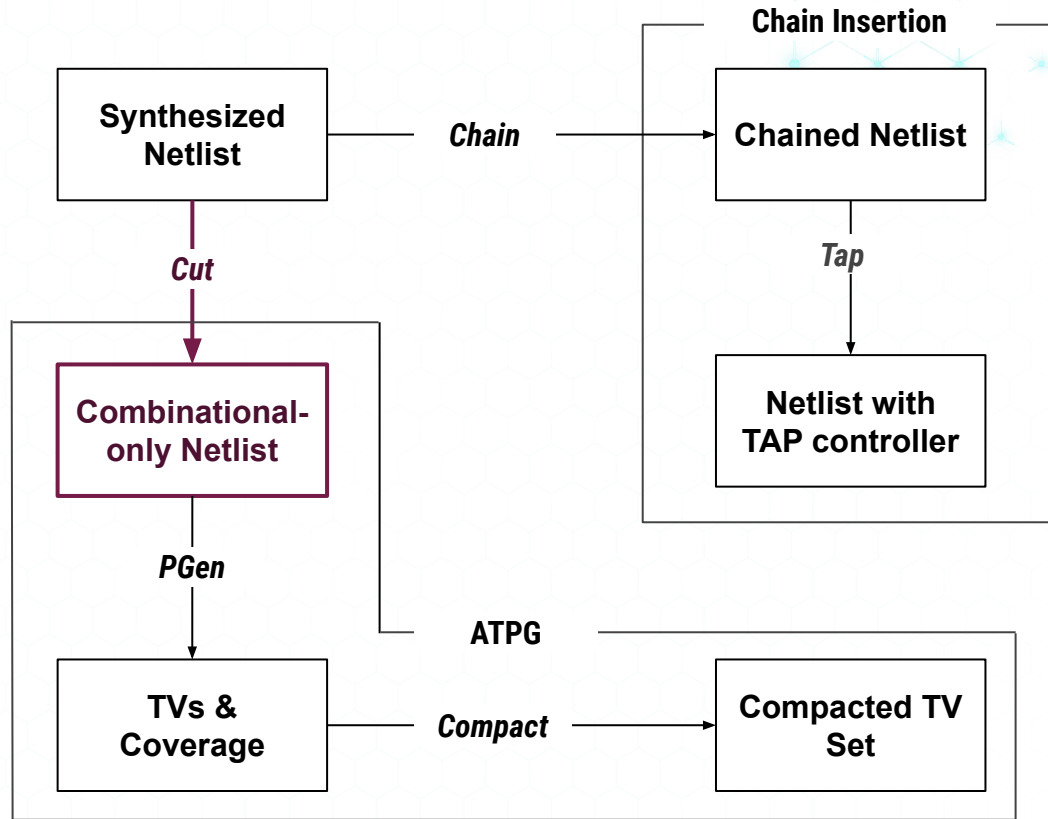 Chain Insertion
Synthesized
Netlist
Chain
Chained Netlist
Cut
Tap
Combinational-
only Netlist
Netlist with
TAP controller
PGen
ATPG
TVs &
Coverage
Compact
Compacted TV
Set